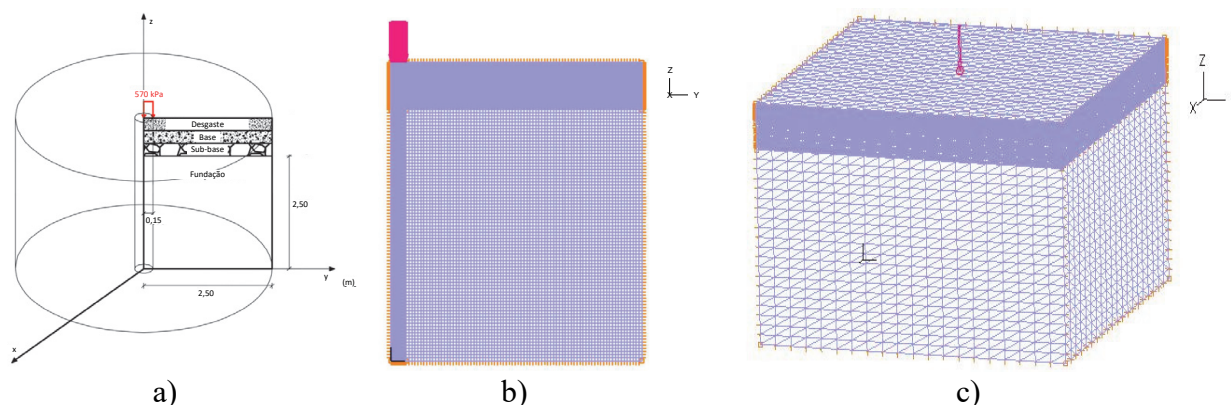 z
570 kPa
Desgaste
Base
Sub-base
Fundação
0,15
2,50
2,50
y
(m)
x
a)
Z
X
Y
b)
Z
X
c)